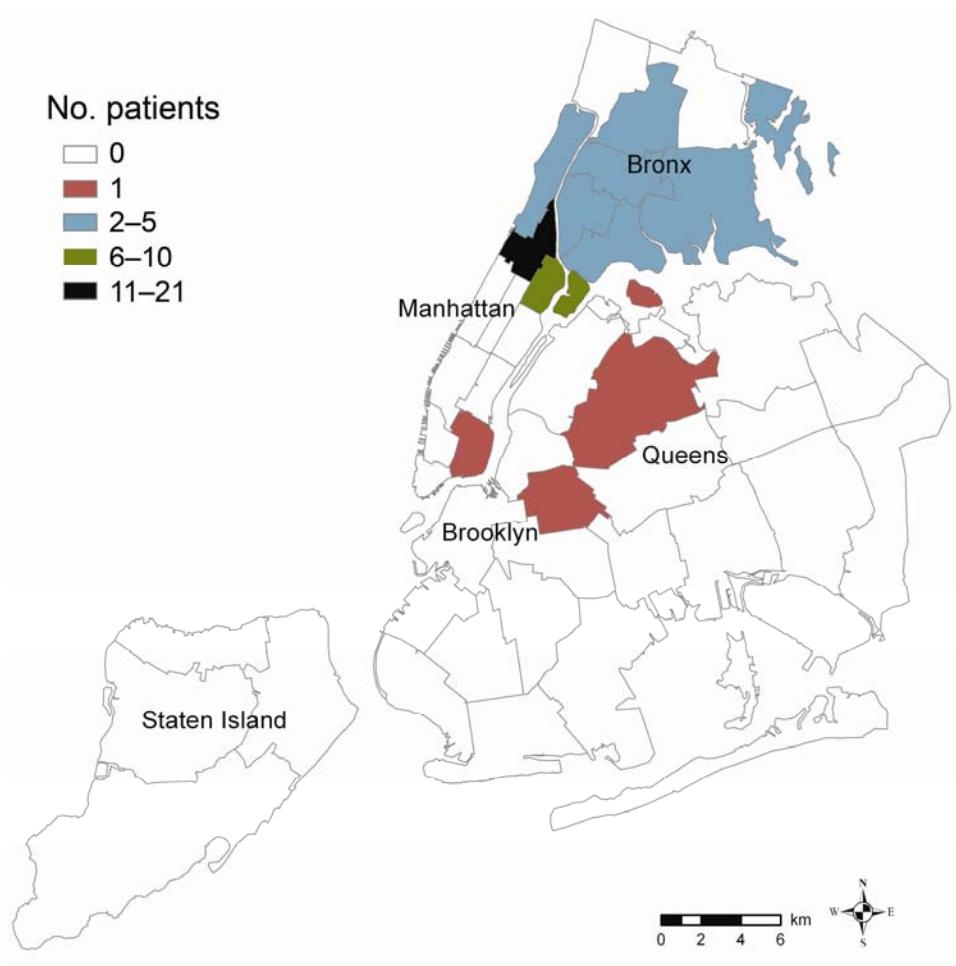 No. patients
0
1
2–5
6–10
11–21
Bronx
Manhattan
Queens
Brooklyn
Staten Island
N
W E
S
km
0 2 4 6